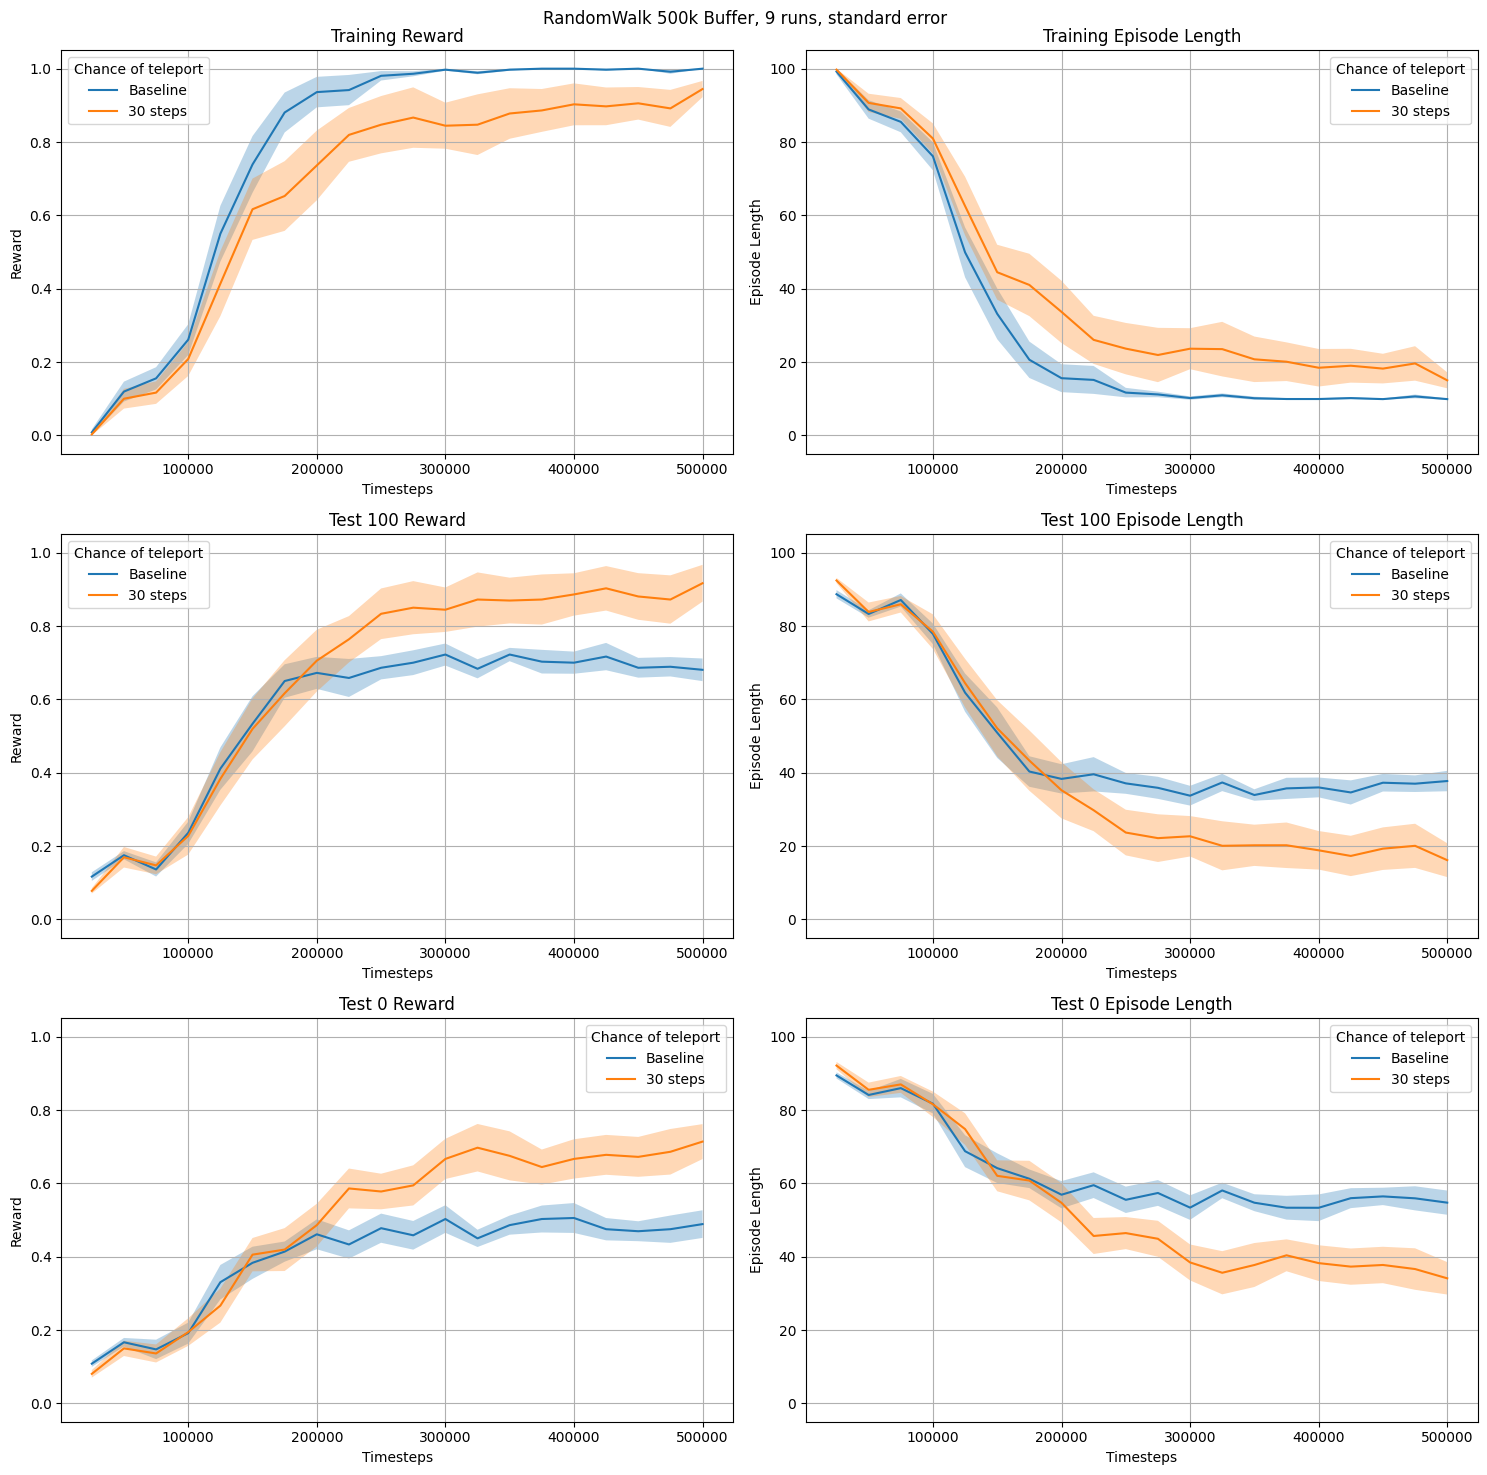 RandomWalk 500k Buffer, 9 runs, standard error
Training Reward
Chance of teleport
Baseline
30 steps
1.0
0.8
0.6
0.4
0.2
0.0
Reward
100000 200000 300000 400000 500000
Timesteps
Training Episode Length
Chance of teleport
Baseline
30 steps
100
80
60
40
20
0
Episode Length
100000 200000 300000 400000 500000
Timesteps
Test 100 Reward
Chance of teleport
Baseline
30 steps
1.0
0.8
0.6
0.4
0.2
0.0
Reward
100000 200000 300000 400000 500000
Timesteps
Test 100 Episode Length
Chance of teleport
Baseline
30 steps
100
80
60
40
20
0
Episode Length
100000 200000 300000 400000 500000
Timesteps
Test 0 Reward
Chance of teleport
Baseline
30 steps
1.0
0.8
0.6
0.4
0.2
0.0
Reward
100000 200000 300000 400000 500000
Timesteps
Test 0 Episode Length
Chance of teleport
Baseline
30 steps
100
80
60
40
20
0
Episode Length
100000 200000 300000 400000 500000
Timesteps